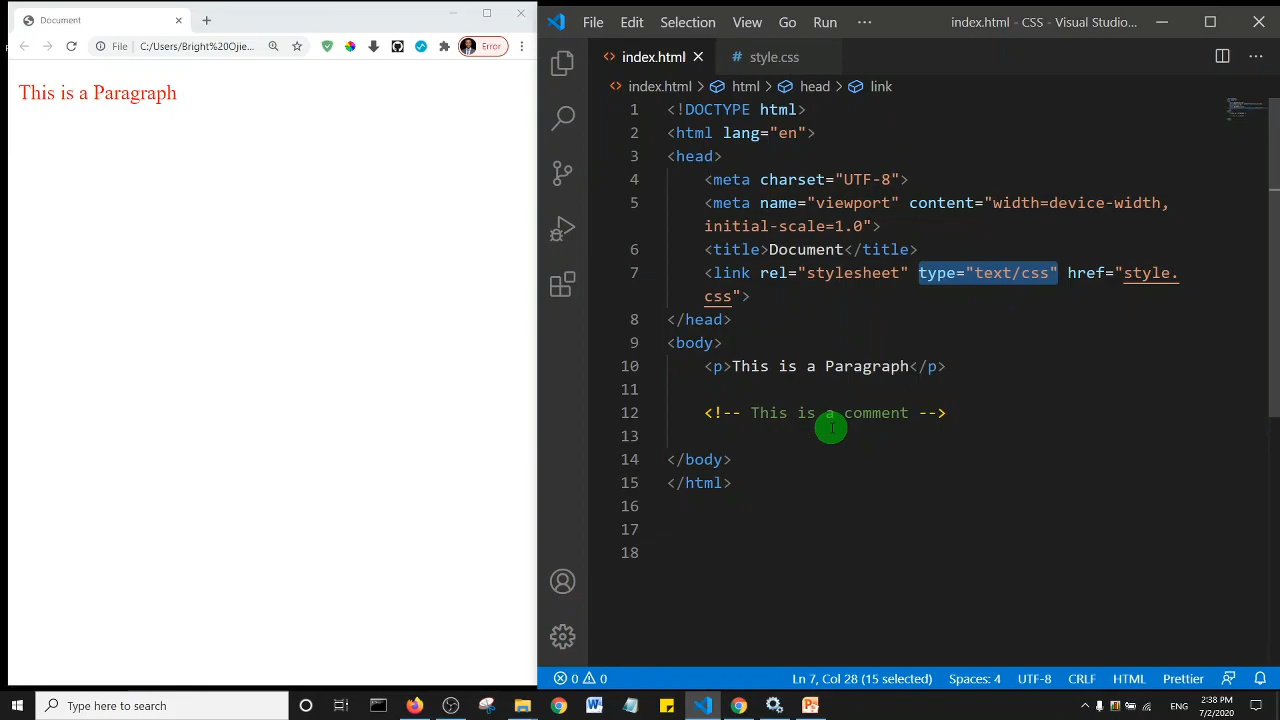 Document
File C:/Users/Bright%20Ojie... Error
This is a Paragraph
File Edit Selection View Go Run ··· index.html - CSS - Visual Studio...
index.html style.css
index.html html head link
1 <!DOCTYPE html>
2 <html lang="en">
3 <head>
4 <meta charset="UTF-8">
5 <meta name="viewport" content="width=device-width,
initial-scale=1.0">
6 <title>Document</title>
7 <link rel="stylesheet" type="text/css" href="style.
css">
8 </head>
9 <body>
10 <p>This is a Paragraph</p>
11
12 <!-- This is a comment -->
13
14 </body>
15 </html>
16
17
18
0 0 Ln 7, Col 28 (15 selected) Spaces: 4 UTF-8 CRLF HTML Prettier
Type here to search
ENG 2:38 PM
7/2/2020